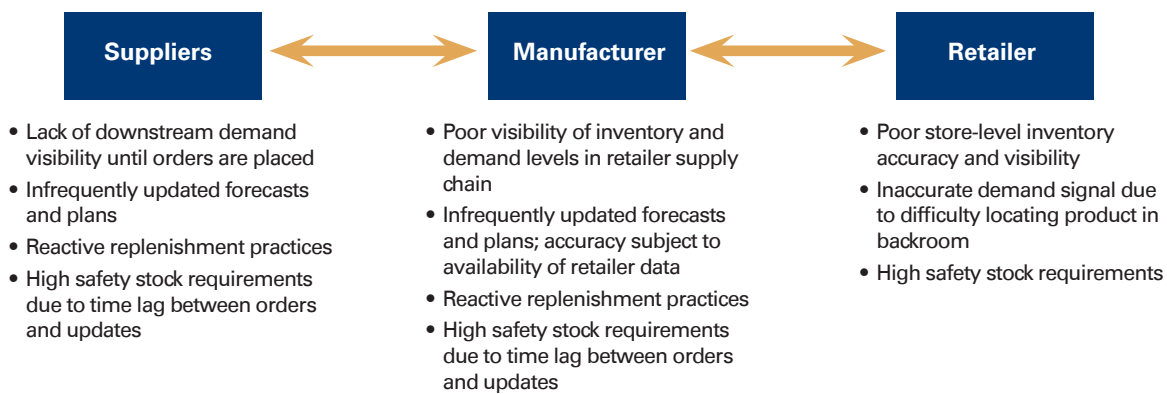 Suppliers
Manufacturer
Retailer
• Lack of downstream demand
visibility until orders are placed
• Infrequently updated forecasts
and plans
• Reactive replenishment practices
• High safety stock requirements
due to time lag between orders
and updates
• Poor visibility of inventory and
demand levels in retailer supply
chain
• Infrequently updated forecasts
and plans; accuracy subject to
availability of retailer data
• Reactive replenishment practices
• High safety stock requirements
due to time lag between orders
and updates
• Poor store-level inventory
accuracy and visibility
• Inaccurate demand signal due
to difficulty locating product in
backroom
• High safety stock requirements